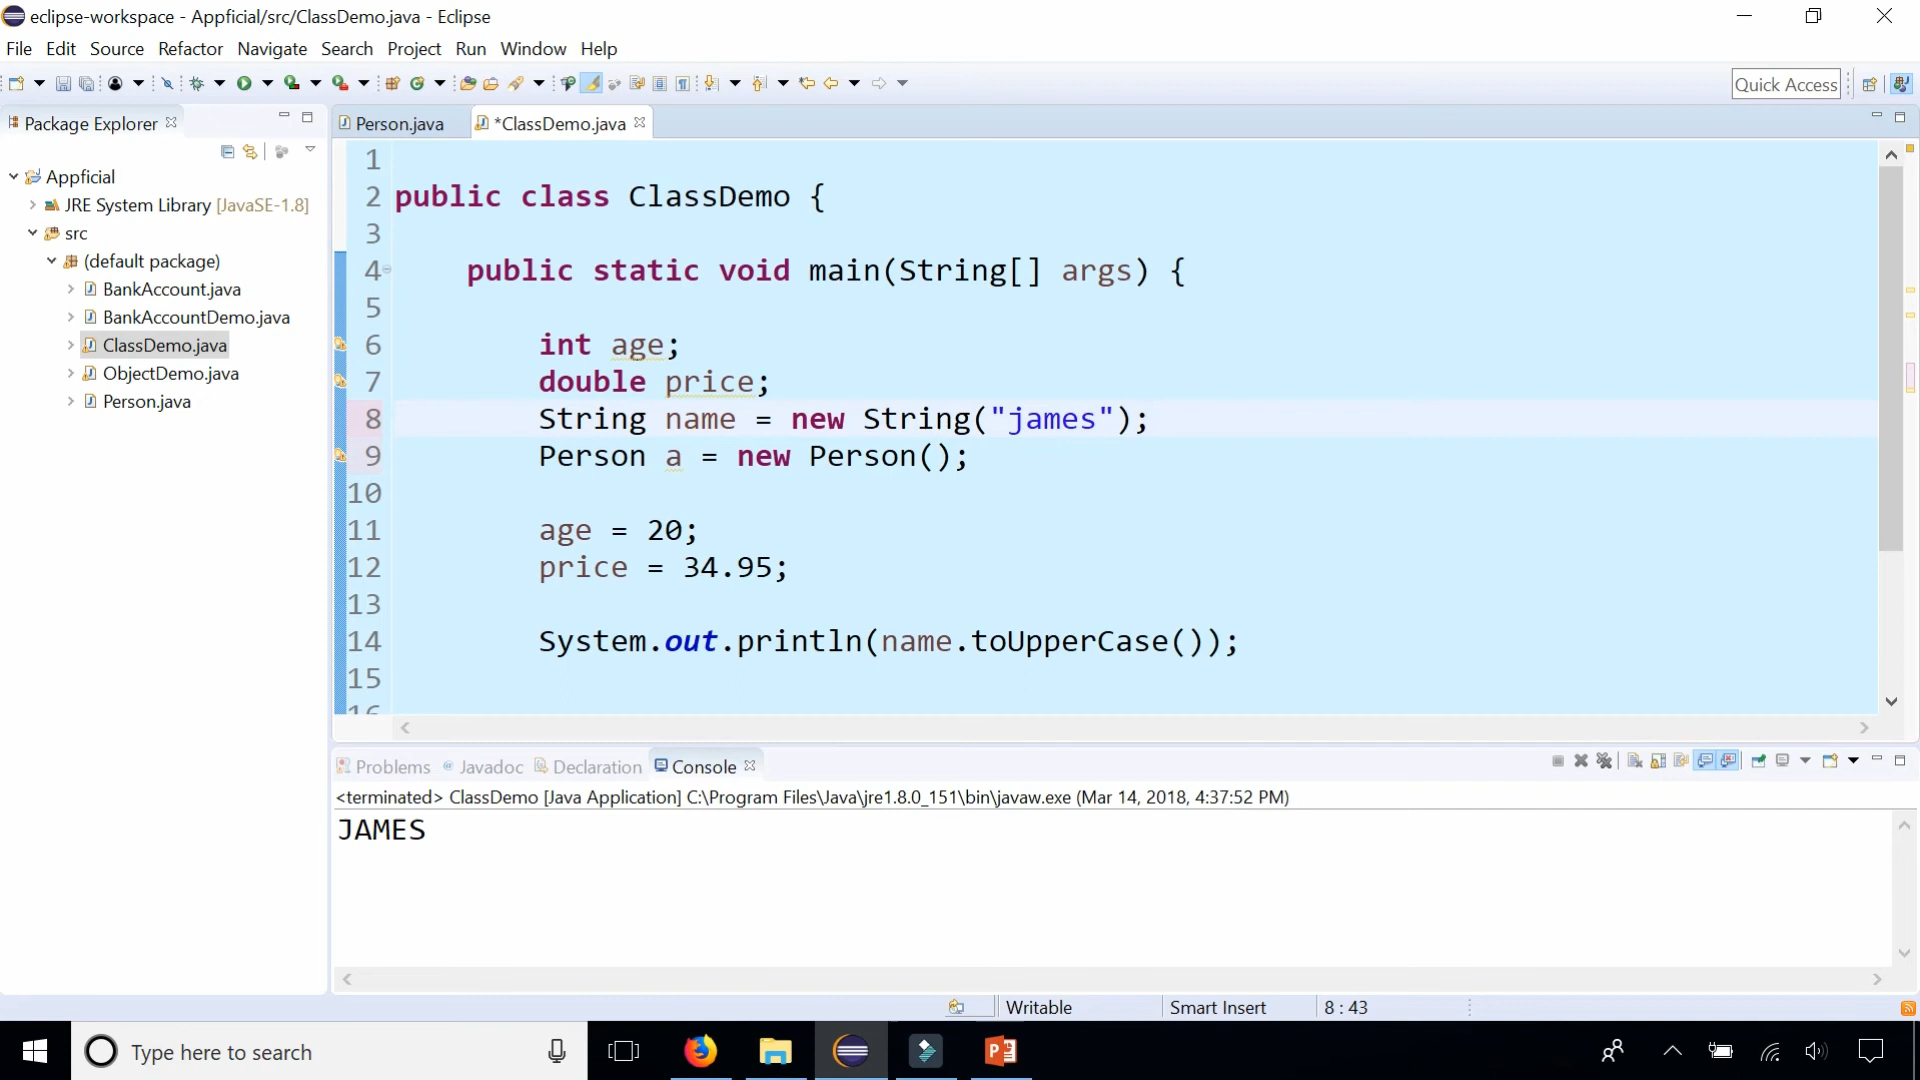 eclipse-workspace - Appficial/src/ClassDemo.java - Eclipse
File Edit Source Refactor Navigate Search Project Run Window Help
Quick Access
Package Explorer
Person.java
*ClassDemo.java
Appficial
JRE System Library [JavaSE-1.8]
src
(default package)
BankAccount.java
BankAccountDemo.java
ClassDemo.java
ObjectDemo.java
Person.java
1
2 public class ClassDemo {
3
4 public static void main(String[] args) {
5
6 int age;
7 double price;
8 String name = new String("james");
9 Person a = new Person();
10
11 age = 20;
12 price = 34.95;
13
14 System.out.println(name.toUpperCase());
15
16
Problems Javadoc Declaration Console
<terminated> ClassDemo [Java Application] C:\Program Files\Java\jre1.8.0_151\bin\javaw.exe (Mar 14, 2018, 4:37:52 PM)
JAMES
Writable Smart Insert 8 : 43
Type here to search